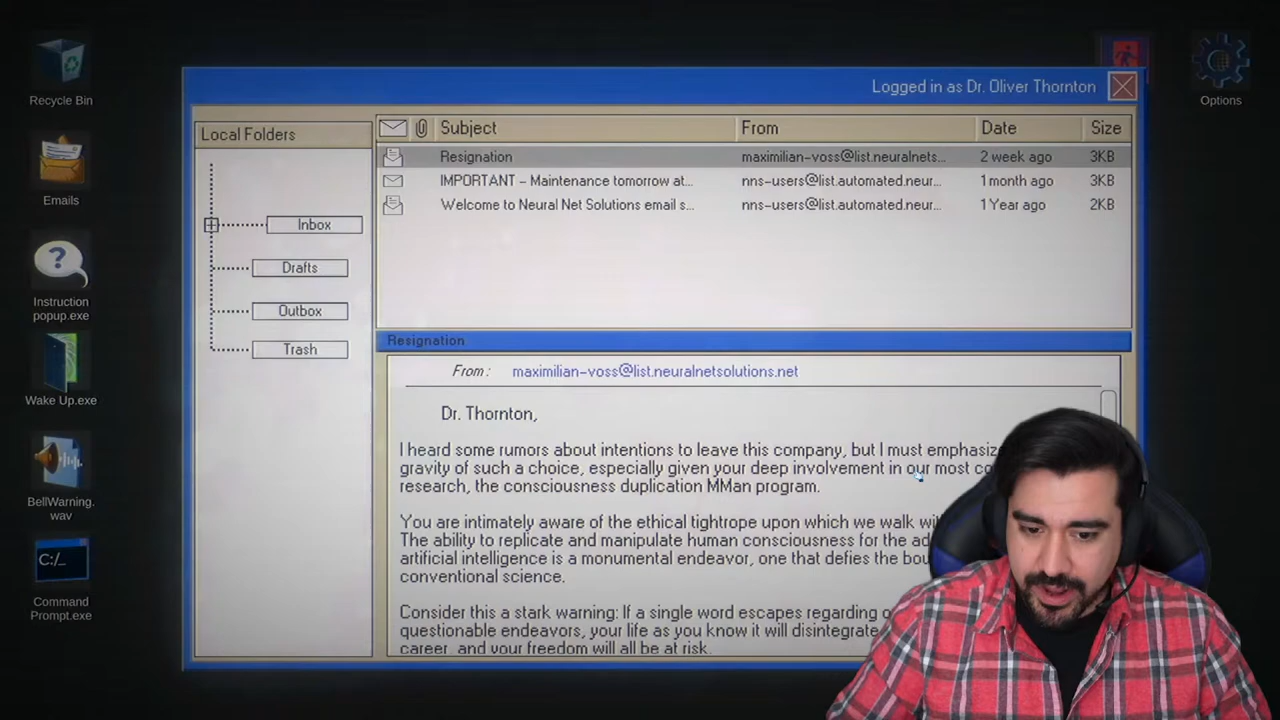 Recycle Bin
Emails
Instruction
popup.exe
Wake Up.exe
BellWarning.
wav
C:/_
Command
Prompt.exe
Options
Logged in as Dr. Oliver Thornton
Local Folders
Inbox
Drafts
Outbox
Trash
Subject From Date Size
Resignation maximilian-voss@list.neuralnets... 2 week ago 3KB
IMPORTANT - Maintenance tomorrow at... nns-users@list.automated.neur... 1 month ago 3KB
Welcome to Neural Net Solutions email s... nns-users@list.automated.neur... 1 Year ago 2KB
Resignation
From: maximilian-voss@list.neuralnetsolutions.net
Dr. Thornton,
I heard some rumors about intentions to leave this company, but I must emphasize
gravity of such a choice, especially given your deep involvement in our most
research, the consciousness duplication MMan program.
You are intimately aware of the ethical tightrope upon which we walk
The ability to replicate and manipulate human consciousness for the
artificial intelligence is a monumental endeavor, one that defies the
conventional science.
Consider this a stark warning: If a single word escapes regarding
questionable endeavors, your life as you know it will disintegrate
career, and your freedom will all be at risk.